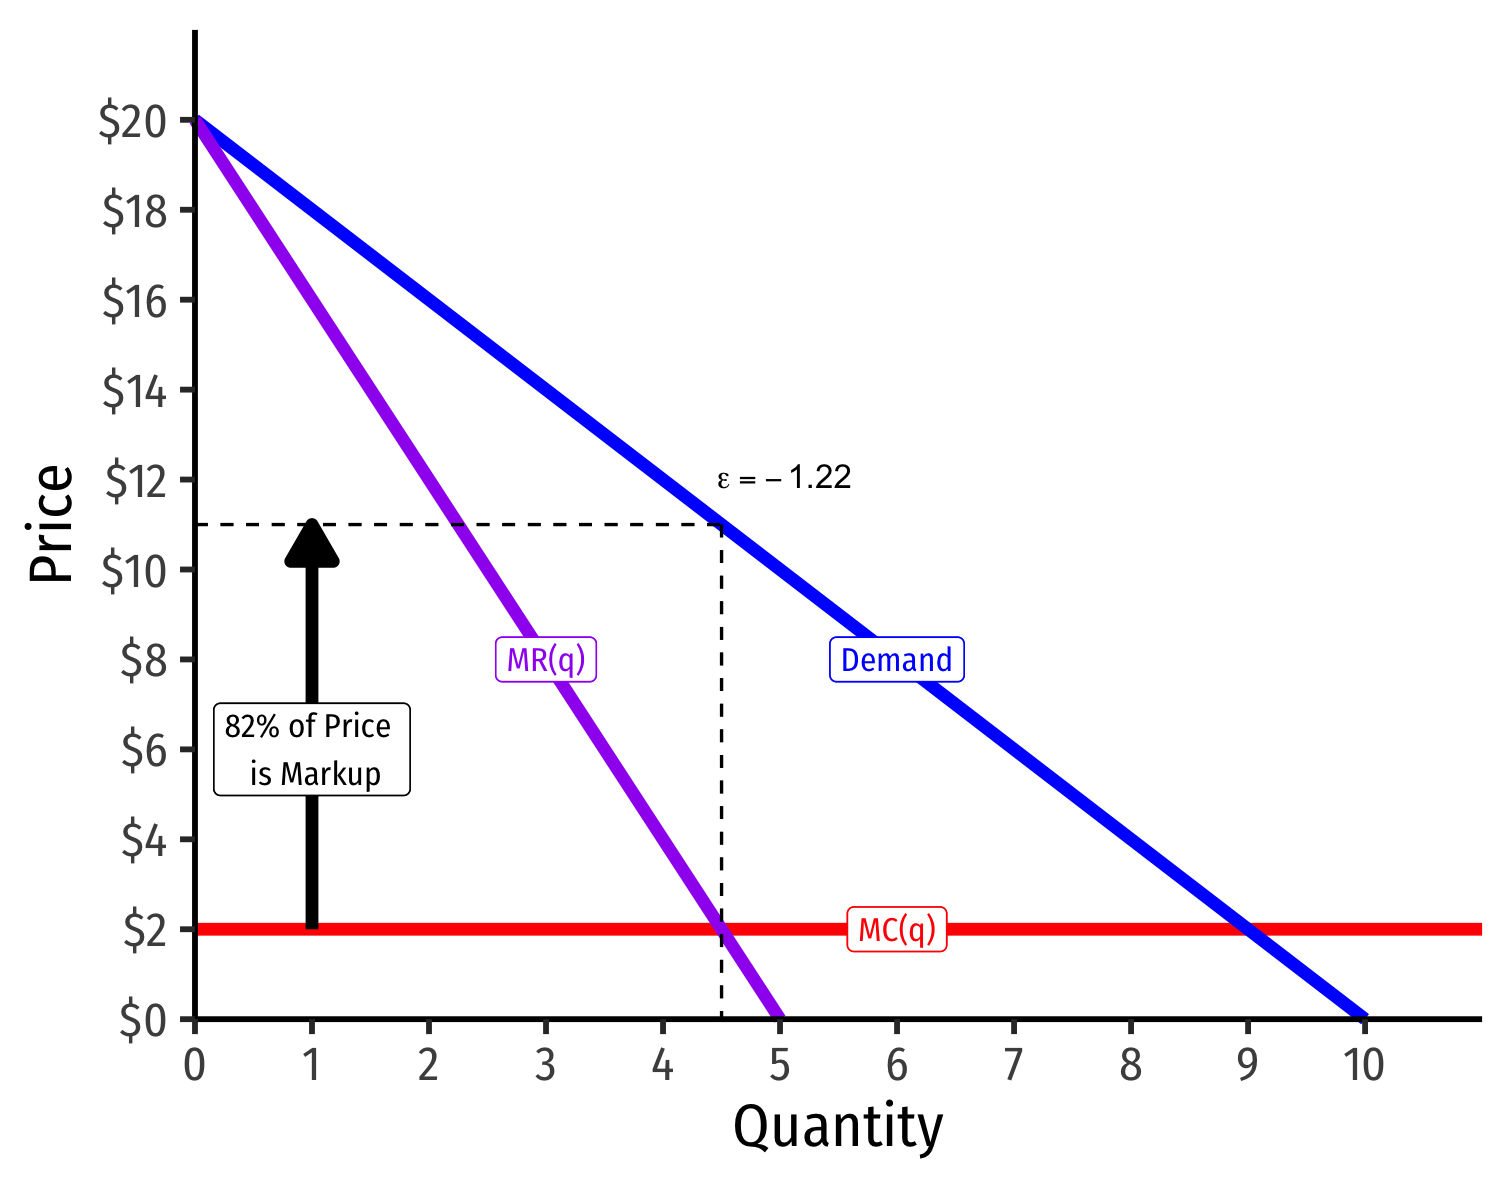 $20
$18
$16
$14
$12
$10
$8
$6
$4
$2
$0
Price
ε = – 1.22
MR(q)
Demand
82% of Price
is Markup
MC(q)
0 1 2 3 4 5 6 7 8 9 10
Quantity